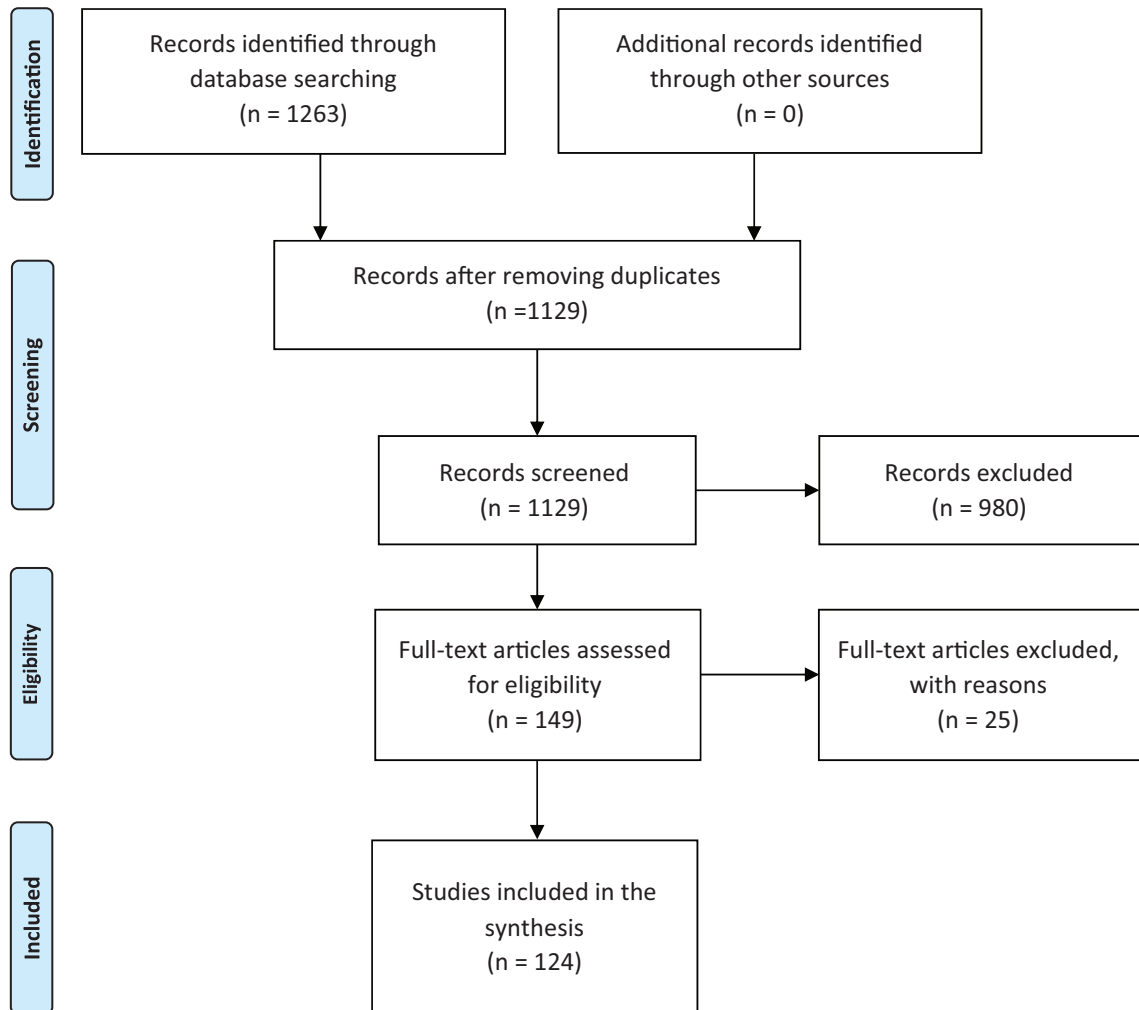 Identification
Records identified through
database searching
(n = 1263)
Additional records identified
through other sources
(n = 0)
Screening
Records after removing duplicates
(n =1129)
Records screened
(n = 1129)
Records excluded
(n = 980)
Eligibility
Full-text articles assessed
for eligibility
(n = 149)
Full-text articles excluded,
with reasons
(n = 25)
Included
Studies included in the
synthesis
(n = 124)